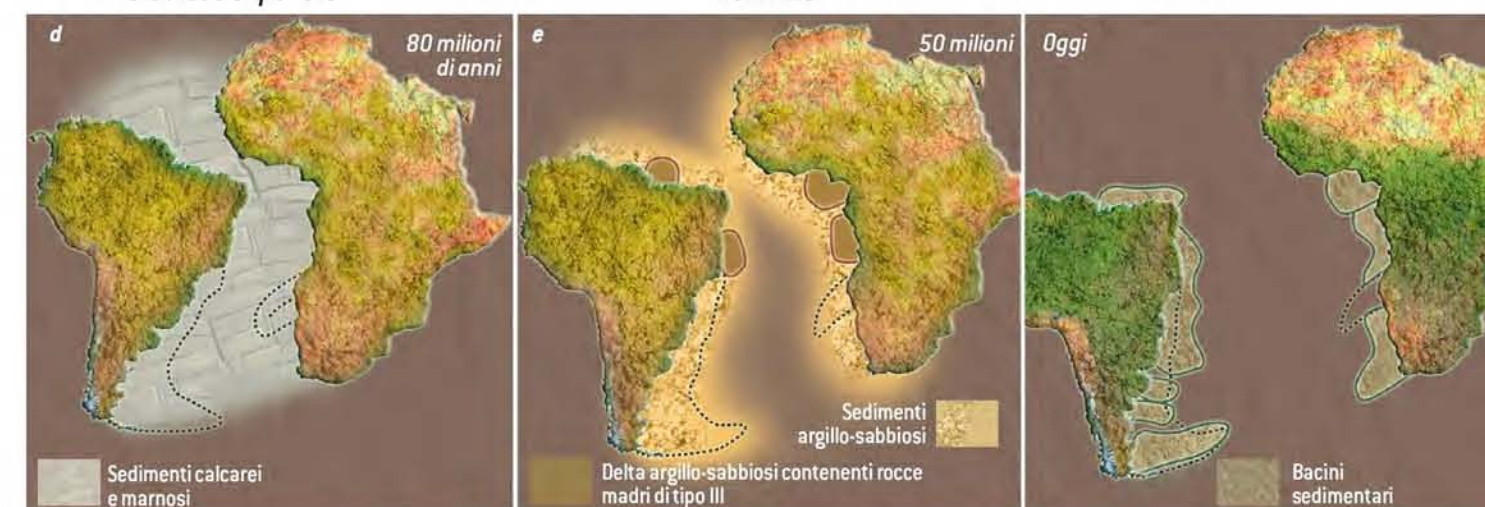 d
80 milioni
di anni
Sedimenti calcarei
e marnosi
e
50 milioni
Sedimenti
argillo-sabbiosi
Delta argillo-sabbiosi contenenti rocce
madri di tipo III
Oggi
Bacini
sedimentari